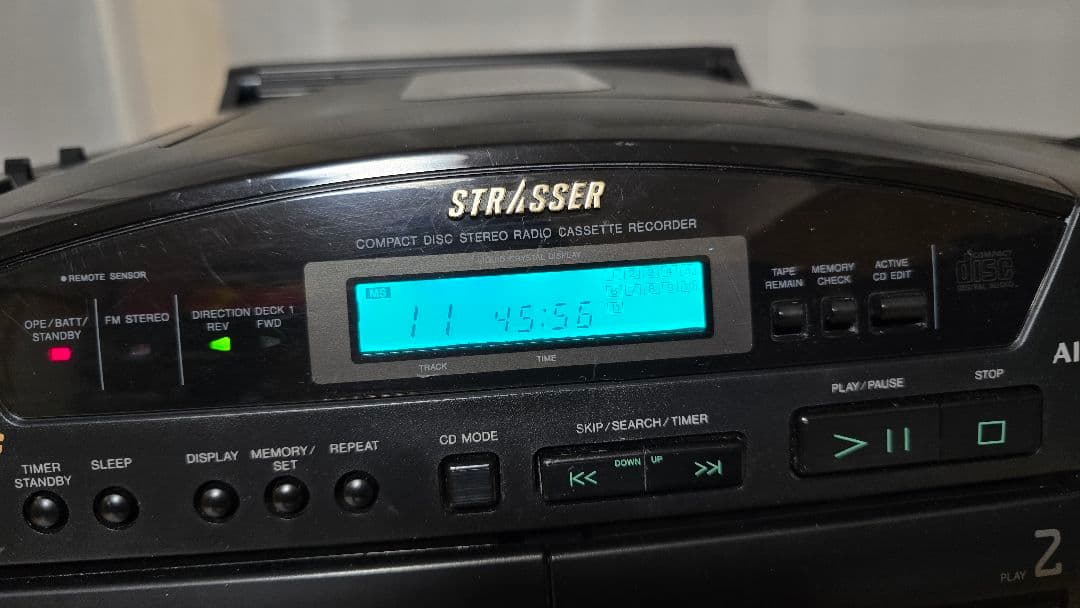 STRASSER
COMPACT DISC STEREO RADIO CASSETTE RECORDER
LIQUID CRYSTAL DISPLAY
REMOTE SENSOR
OPE/BATT/
STANDBY
FM STEREO
DIRECTION DECK 1
REV FWD
11 45:56
TRACK TIME
TAPE
REMAIN
MEMORY
CHECK
ACTIVE
CD EDIT
COMPACT
disc
DIGITAL AUDIO
AI
TIMER
STANDBY
SLEEP
DISPLAY
MEMORY/
SET
REPEAT
CD MODE
SKIP/SEARCH/TIMER
DOWN UP
PLAY/PAUSE
STOP
PLAY 2